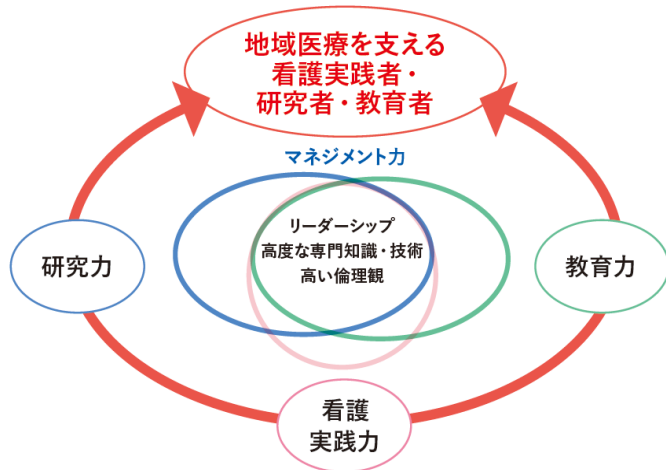 地域医療を支える
看護実践者・
研究者・教育者
マネジメント力
リーダーシップ
高度な専門知識・技術
高い倫理観
研究力
教育力
看護
実践力